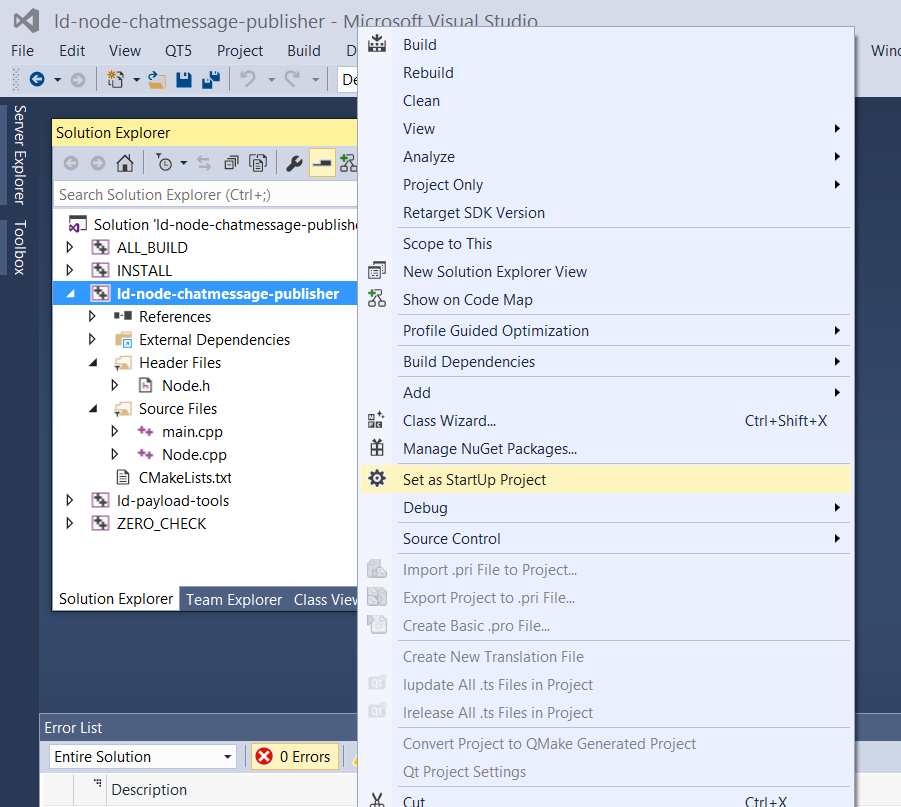 ld-node-chatmessage-publisher - Microsoft Visual Studio
File Edit View QT5 Project Build D
Wind
De
Server Explorer
Toolbox
Solution Explorer
Search Solution Explorer (Ctrl+;)
Solution 'ld-node-chatmessage-publishe
ALL_BUILD
INSTALL
ld-node-chatmessage-publisher
References
External Dependencies
Header Files
Node.h
Source Files
main.cpp
Node.cpp
CMakeLists.txt
ld-payload-tools
ZERO_CHECK
Solution Explorer Team Explorer Class View
Build
Rebuild
Clean
View
Analyze
Project Only
Retarget SDK Version
Scope to This
New Solution Explorer View
Show on Code Map
Profile Guided Optimization
Build Dependencies
Add
Class Wizard... Ctrl+Shift+X
Manage NuGet Packages...
Set as StartUp Project
Debug
Source Control
Import .pri File to Project...
Export Project to .pri File...
Create Basic .pro File...
Create New Translation File
lupdate All .ts Files in Project
lrelease All .ts Files in Project
Convert Project to QMake Generated Project
Qt Project Settings
Cut Ctrl+X
Error List
Entire Solution
0 Errors
Description